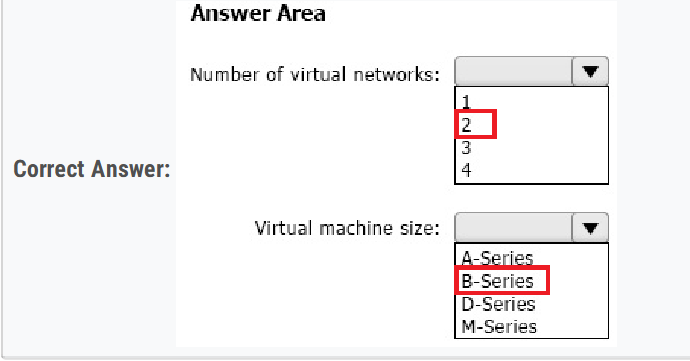 Answer Area
Number of virtual networks:
1
2
3
4
Correct Answer:
Virtual machine size:
A-Series
B-Series
D-Series
M-Series